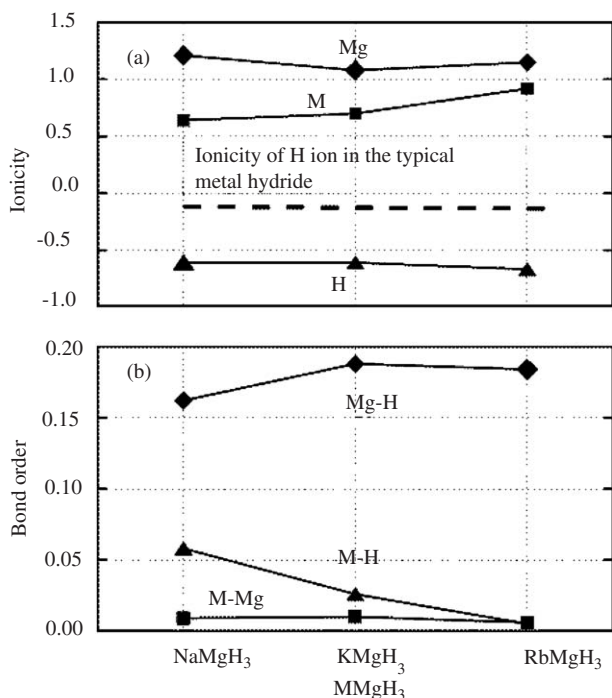 1.5
(a)
Mg
1.0
M
0.5
Ionicity of H ion in the typical
metal hydride
0.0
Ionicity
-0.5
H
-1.0
0.20
(b)
0.15
Mg-H
0.10
Bond order
0.05
M-H
M-Mg
0.00
NaMgH₃ KMgH₃ RbMgH₃
MMgH₃